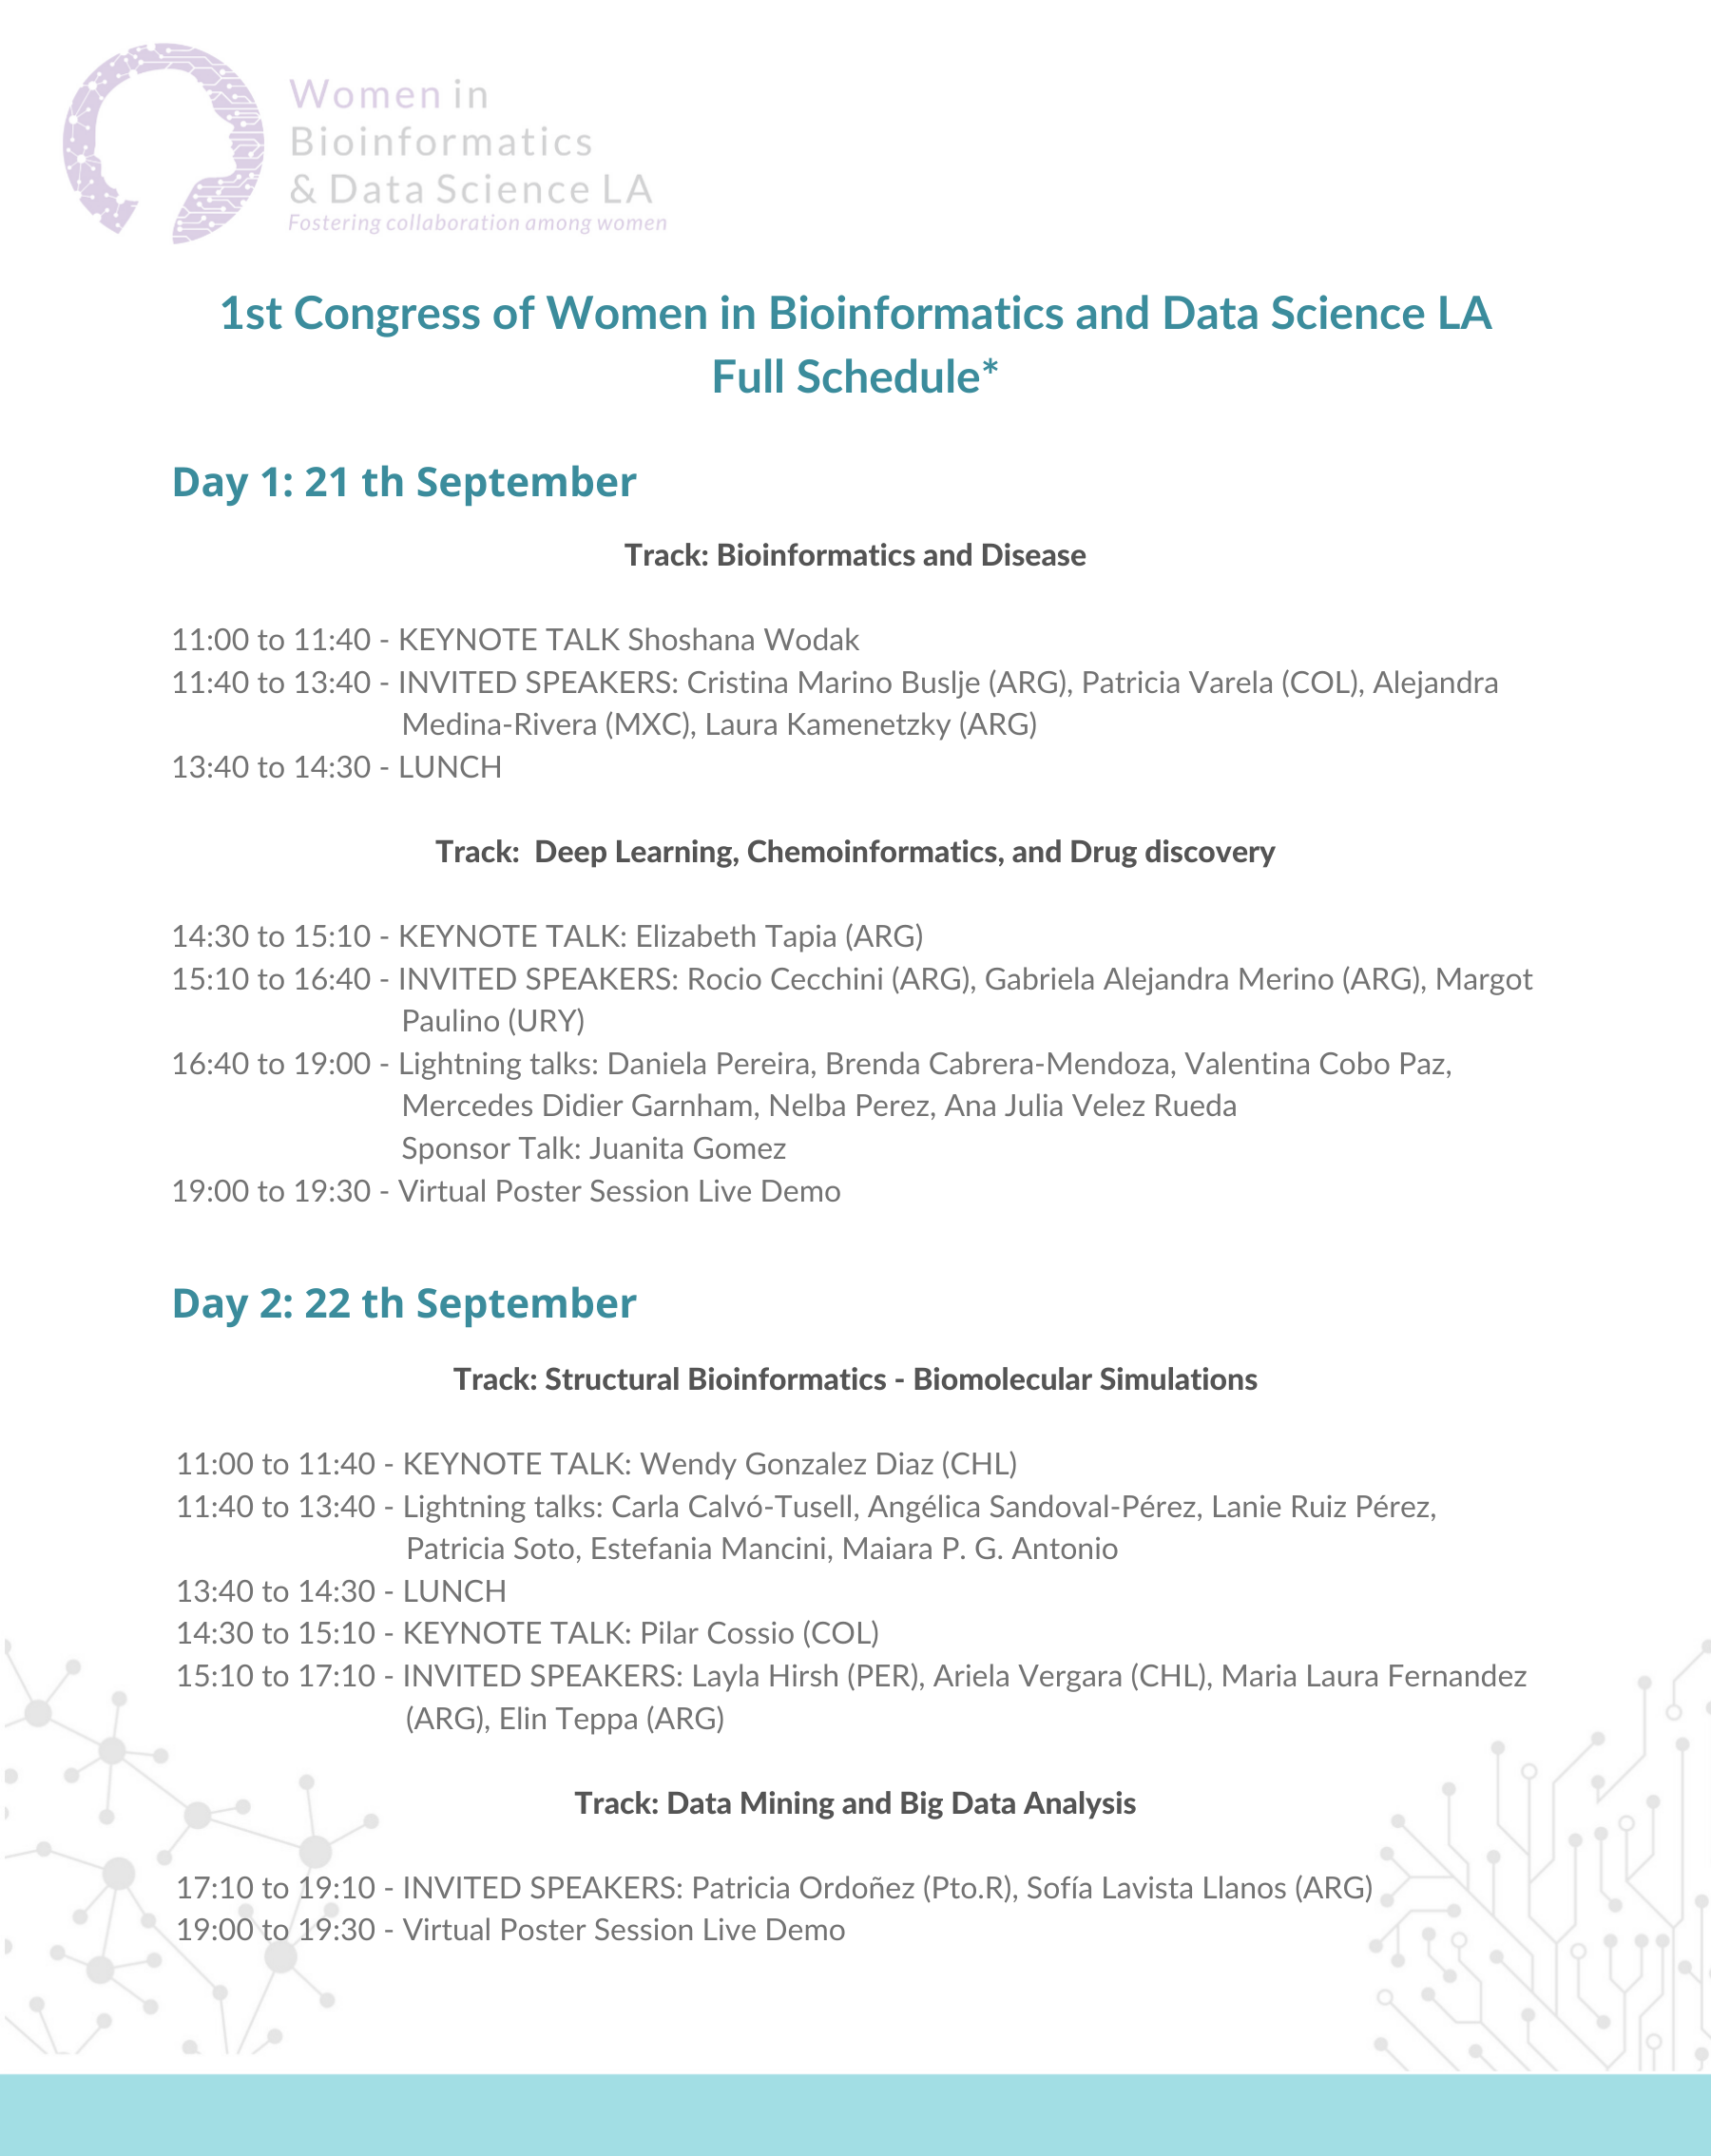 Women in
Bioinformatics
& Data Science LA
Fostering collaboration among women
1st Congress of Women in Bioinformatics and Data Science LA
Full Schedule*
Day 1: 21 th September
Track: Bioinformatics and Disease
11:00 to 11:40 - KEYNOTE TALK Shoshana Wodak
11:40 to 13:40 - INVITED SPEAKERS: Cristina Marino Buslje (ARG), Patricia Varela (COL), Alejandra
Medina-Rivera (MXC), Laura Kamenetzky (ARG)
13:40 to 14:30 - LUNCH
Track:  Deep Learning, Chemoinformatics, and Drug discovery
14:30 to 15:10 - KEYNOTE TALK: Elizabeth Tapia (ARG)
15:10 to 16:40 - INVITED SPEAKERS: Rocio Cecchini (ARG), Gabriela Alejandra Merino (ARG), Margot
Paulino (URY)
16:40 to 19:00 - Lightning talks: Daniela Pereira, Brenda Cabrera-Mendoza, Valentina Cobo Paz,
Mercedes Didier Garnham, Nelba Perez, Ana Julia Velez Rueda
Sponsor Talk: Juanita Gomez
19:00 to 19:30 - Virtual Poster Session Live Demo
Day 2: 22 th September
Track: Structural Bioinformatics - Biomolecular Simulations
11:00 to 11:40 - KEYNOTE TALK: Wendy Gonzalez Diaz (CHL)
11:40 to 13:40 - Lightning talks: Carla Calvó-Tusell, Angélica Sandoval-Pérez, Lanie Ruiz Pérez,
Patricia Soto, Estefania Mancini, Maiara P. G. Antonio
13:40 to 14:30 - LUNCH
14:30 to 15:10 - KEYNOTE TALK: Pilar Cossio (COL)
15:10 to 17:10 - INVITED SPEAKERS: Layla Hirsh (PER), Ariela Vergara (CHL), Maria Laura Fernandez
(ARG), Elin Teppa (ARG)
Track: Data Mining and Big Data Analysis
17:10 to 19:10 - INVITED SPEAKERS: Patricia Ordoñez (Pto.R), Sofía Lavista Llanos (ARG)
19:00 to 19:30 - Virtual Poster Session Live Demo